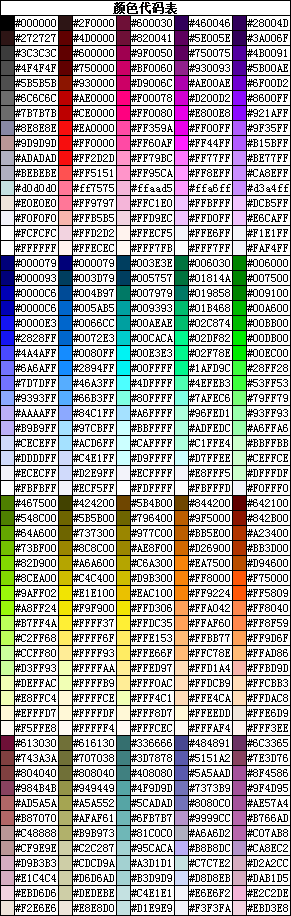 颜色代码表
#000000 #2F0000 #600030 #460046 #28004D
#272727 #4D0000 #820041 #5E005E #3A006F
#3C3C3C #600000 #9F0050 #750075 #4B0091
#4F4F4F #750000 #BF0060 #930093 #5B00AE
#5B5B5B #930000 #D9006C #AE00AE #6F00D2
#6C6C6C #AE0000 #F00078 #D200D2 #8600FF
#7B7B7B #CE0000 #FF0080 #E800E8 #921AFF
#8E8E8E #EA0000 #FF359A #FF00FF #9F35FF
#9D9D9D #FF0000 #FF60AF #FF44FF #B15BFF
#ADADAD #FF2D2D #FF79BC #FF77FF #BE77FF
#BEBEBE #FF5151 #FF95CA #FF8EFF #CA8EFF
#d0d0d0 #ff7575 #ffaad5 #ffa6ff #d3a4ff
#E0E0E0 #FF9797 #FFC1E0 #FFBFFF #DCB5FF
#F0F0F0 #FFB5B5 #FFD9EC #FFD0FF #E6CAFF
#FCFCFC #FFD2D2 #FFECF5 #FFE6FF #F1E1FF
#FFFFFF #FFECEC #FFF7FB #FFF7FF #FAF4FF
#000079 #000079 #003E3E #006030 #006000
#000093 #003D79 #005757 #01814A #007500
#0000C6 #004B97 #007979 #019858 #009100
#0000C6 #005AB5 #009393 #01B468 #00A600
#0000E3 #0066CC #00AEAE #02C874 #00BB00
#2828FF #0072E3 #00CACA #02DF82 #00DB00
#4A4AFF #0080FF #00E3E3 #02F78E #00EC00
#6A6AFF #2894FF #00FFFF #1AFD9C #28FF28
#7D7DFF #46A3FF #4DFFFF #4EFEB3 #53FF53
#9393FF #66B3FF #80FFFF #7AFEC6 #79FF79
#AAAAFF #84C1FF #A6FFFF #96FED1 #93FF93
#B9B9FF #97CBFF #BBFFFF #ADFEDC #A6FFA6
#CECEFF #ACD6FF #CAFFFF #C1FFE4 #BBFFBB
#DDDDFF #C4E1FF #D9FFFF #D7FFEE #CEFFCE
#ECECFF #D2E9FF #ECFFFF #E8FFF5 #DFFFDF
#FBFBFF #ECF5FF #FDFFFF #FBFFFD #F0FFF0
#467500 #424200 #5B4B00 #844200 #642100
#548C00 #5B5B00 #796400 #9F5000 #842B00
#64A600 #737300 #977C00 #BB5E00 #A23400
#73BF00 #8C8C00 #AE8F00 #D26900 #BB3D00
#82D900 #A6A600 #C6A300 #EA7500 #D94600
#8CEA00 #C4C400 #D9B300 #FF8000 #F75000
#9AFF02 #E1E100 #EAC100 #FF9224 #FF5809
#A8FF24 #F9F900 #FFD306 #FFA042 #FF8040
#B7FF4A #FFFF37 #FFDC35 #FFAF60 #FF8F59
#C2FF68 #FFFF6F #FFE153 #FFBB77 #FF9D6F
#CCFF80 #FFFF93 #FFE66F #FFC78E #FFAD86
#D3FF93 #FFFFAA #FFED97 #FFD1A4 #FFBD9D
#DEFFAC #FFFFB9 #FFF0AC #FFDCB9 #FFCBB3
#E8FFC4 #FFFFCE #FFF4C1 #FFE4CA #FFDAC8
#EFFFD7 #FFFFDF #FFF8D7 #FFEEDD #FFE6D9
#F5FFE8 #FFFFF4 #FFFCEC #FFFAF4 #FFF3EE
#613030 #616130 #336666 #484891 #6C3365
#743A3A #707038 #3D7878 #5151A2 #7E3D76
#804040 #808040 #408080 #5A5AAD #8F4586
#984B4B #949449 #4F9D9D #7373B9 #9F4D95
#AD5A5A #A5A552 #5CADAD #8080C0 #AE57A4
#B87070 #AFAF61 #6FB7B7 #9999CC #B766AD
#C48888 #B9B973 #81C0C0 #A6A6D2 #C07AB8
#CF9E9E #C2C287 #95CACA #B8B8DC #CA8EC2
#D9B3B3 #CDCD9A #A3D1D1 #C7C7E2 #D2A2CC
#E1C4C4 #D6D6AD #B3D9D9 #D8D8EB #DAB1D5
#EBD6D6 #DEDEBE #C4E1E1 #E6E6F2 #E2C2DE
#F2E6E6 #E8E8D0 #D1E9E9 #F3F3FA #EBD3E8